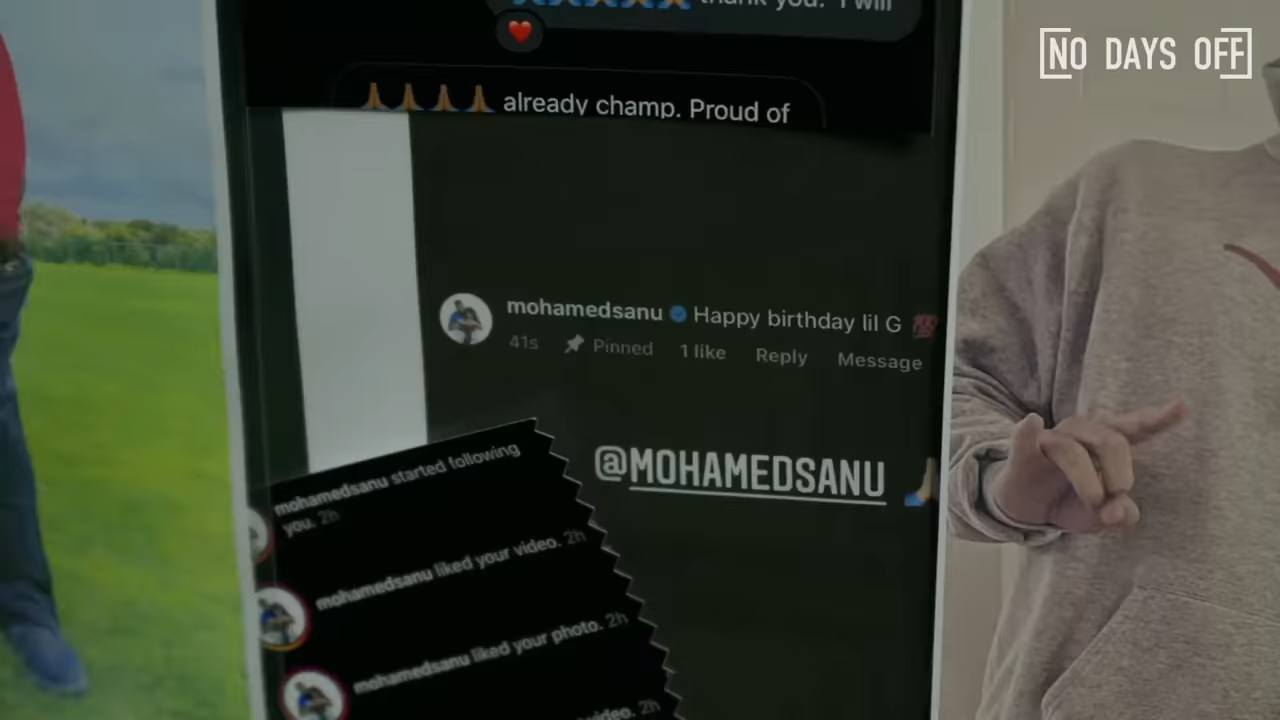 thank you. I will
NO DAYS OFF
already champ. Proud of
mohamedsanu Happy birthday lil G 💯
41s Pinned 1 like Reply Message
@MOHAMEDSANU
mohamedsanu started following
you. 2h
mohamedsanu liked your video. 2h
mohamedsanu liked your photo. 2h
video. 2h